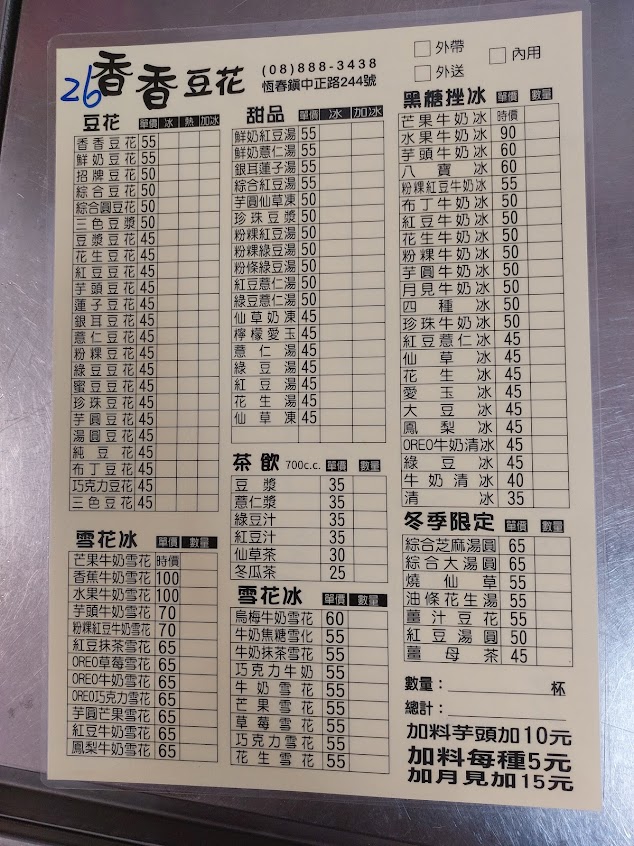 26
香香豆花
(08)888-3438
恆春鎮中正路244號
外帶
內用
外送
豆花 單價 冰 熱 加冰
香香豆花 55
鮮奶豆花 55
招牌豆花 50
綜合豆花 50
綜合圓豆花 50
三色豆漿 50
豆漿豆花 45
花生豆花 45
紅豆豆花 45
芋頭豆花 45
蓮子豆花 45
銀耳豆花 45
薏仁豆花 45
粉粿豆花 45
綠豆豆花 45
蜜豆豆花 45
珍珠豆花 45
芋圓豆花 45
湯圓豆花 45
純豆花 45
布丁豆花 45
巧克力豆花 45
三色豆花 45
雪花冰 單價 數量
芒果牛奶雪花 時價
香蕉牛奶雪花 100
水果牛奶雪花 100
芋頭牛奶雪花 70
粉粿紅豆牛奶雪花 70
紅豆抹茶雪花 65
OREO草莓雪花 65
OREO牛奶雪花 65
OREO巧克力雪花 65
芋圓芒果雪花 65
紅豆牛奶雪花 65
鳳梨牛奶雪花 65
甜品 單價 冰 加冰
鮮奶紅豆湯 55
鮮奶薏仁湯 55
銀耳蓮子湯 55
綜合紅豆湯 55
芋圓仙草凍 50
珍珠豆漿 50
粉粿紅豆湯 50
粉粿綠豆湯 50
粉條綠豆湯 50
紅豆薏仁湯 50
綠豆薏仁湯 50
仙草奶凍 45
檸檬愛玉 45
薏仁湯 45
綠豆湯 45
紅豆湯 45
花生湯 45
仙草凍 45
茶飲 700c.c. 單價 數量
豆漿 35
薏仁漿 35
綠豆汁 35
紅豆汁 35
仙草茶 30
冬瓜茶 25
雪花冰 單價 數量
烏梅牛奶雪花 60
牛奶焦糖雪化 55
牛奶抹茶雪花 55
巧克力牛奶 55
牛奶雪花 55
芒果雪花 55
草莓雪花 55
巧克力雪花 55
花生雪花 55
黑糖挫冰 單價 數量
芒果牛奶冰 時價
水果牛奶冰 90
芋頭牛奶冰 60
八寶冰 60
粉粿紅豆牛奶冰 55
布丁牛奶冰 50
紅豆牛奶冰 50
花生牛奶冰 50
粉粿牛奶冰 50
芋圓牛奶冰 50
月見牛奶冰 50
四種冰 50
珍珠牛奶冰 50
紅豆薏仁冰 45
仙草冰 45
花生冰 45
愛玉冰 45
大豆冰 45
鳳梨冰 45
OREO牛奶清冰 45
綠豆冰 45
牛奶清冰 40
清冰 35
冬季限定 單價 數量
綜合芝麻湯圓 65
綜合大湯圓 65
燒仙草 55
油條花生湯 55
薑汁豆花 55
紅豆湯圓 50
薑母茶 45
數量：________杯
總計：________
加料芋頭加10元
加料每種5元
加月見加15元